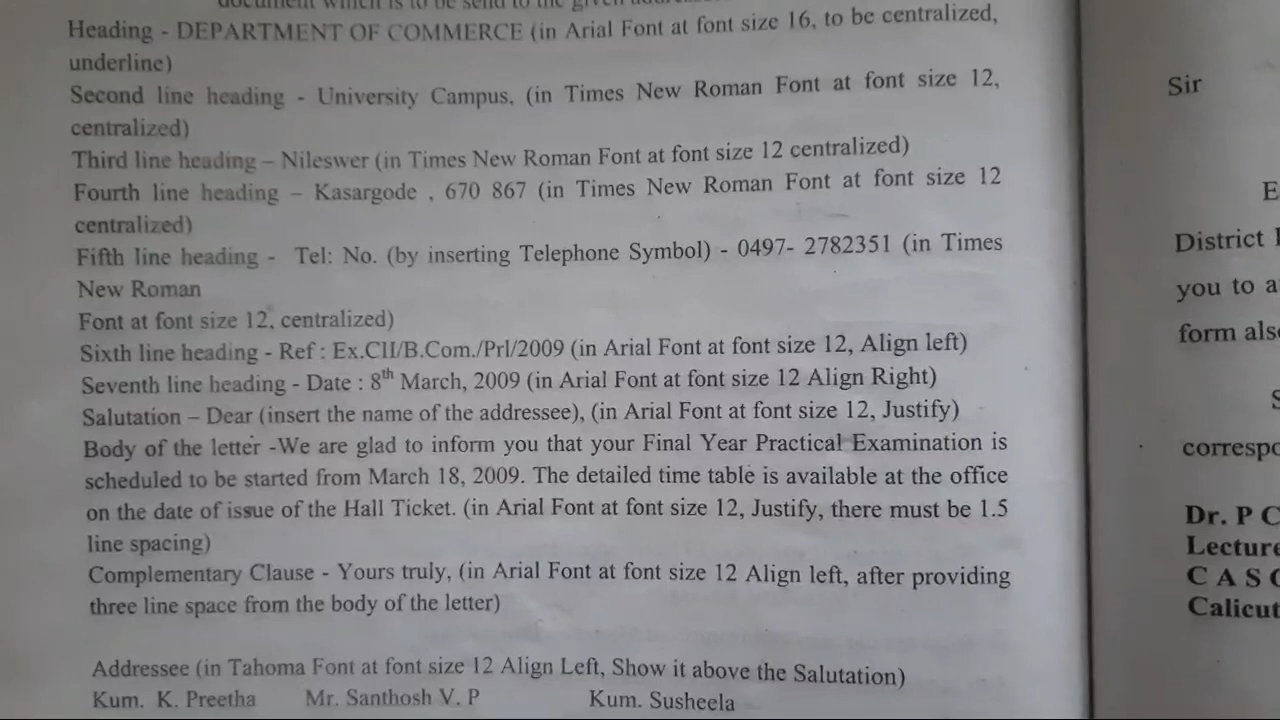 document which is to be send to the given
Heading - DEPARTMENT OF COMMERCE (in Arial Font at font size 16, to be centralized,
underline)
Second line heading - University Campus, (in Times New Roman Font at font size 12,
centralized)
Third line heading – Nileswer (in Times New Roman Font at font size 12 centralized)
Fourth line heading – Kasargode , 670 867 (in Times New Roman Font at font size 12
centralized)
Fifth line heading - Tel: No. (by inserting Telephone Symbol) - 0497- 2782351 (in Times
New Roman
Font at font size 12, centralized)
Sixth line heading - Ref : Ex.CII/B.Com./Prl/2009 (in Arial Font at font size 12, Align left)
Seventh line heading - Date : 8th March, 2009 (in Arial Font at font size 12 Align Right)
Salutation – Dear (insert the name of the addressee), (in Arial Font at font size 12, Justify)
Body of the letter -We are glad to inform you that your Final Year Practical Examination is
scheduled to be started from March 18, 2009. The detailed time table is available at the office
on the date of issue of the Hall Ticket. (in Arial Font at font size 12, Justify, there must be 1.5
line spacing)
Complementary Clause - Yours truly, (in Arial Font at font size 12 Align left, after providing
three line space from the body of the letter)
Addressee (in Tahoma Font at font size 12 Align Left, Show it above the Salutation)
Kum. K. Preetha Mr. Santhosh V. P Kum. Susheela
Sir
E
District
you to a
form also
S
corresp
Dr. P C
Lecture
C A S
Calicut